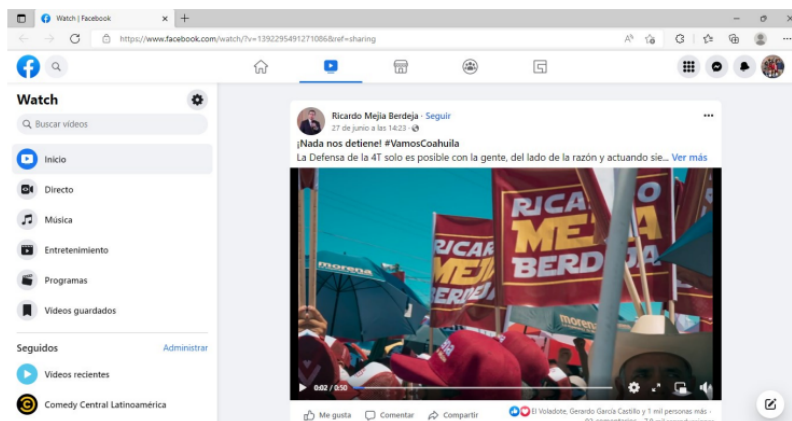 Watch | Facebook
https://www.facebook.com/watch/?v=1392295491271086&ref=sharing
Watch
Buscar videos
Inicio
Directo
Música
Entretenimiento
Programas
Videos guardados
Seguidos Administrar
Videos recientes
Comedy Central Latinoamérica
Ricardo Mejia Berdeja · Seguir
27 de junio a las 14:23 ·
¡Nada nos detiene! #VamosCoahuila
La Defensa de la 4T solo es posible con la gente, del lado de la razón y actuando sie... Ver más
RICARDO
MEJIA
BERDEJA
RICAR
MEJI
BERDEJ
morena
morena
0:02 / 0:50
Me gusta Comentar Compartir
El Voladote, Gerardo García Castillo y 1 mil personas más ·